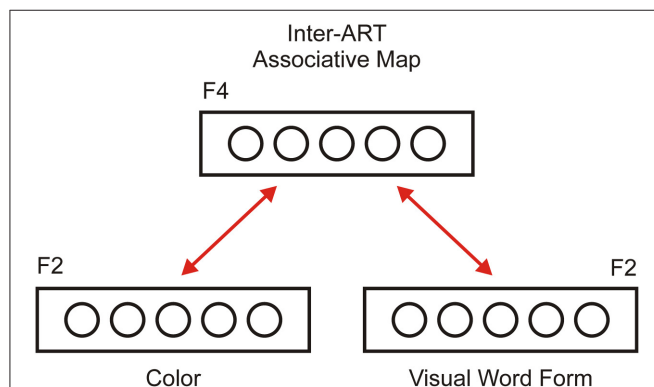 Inter-ART
Associative Map
F4
F2
F2
Color
Visual Word Form